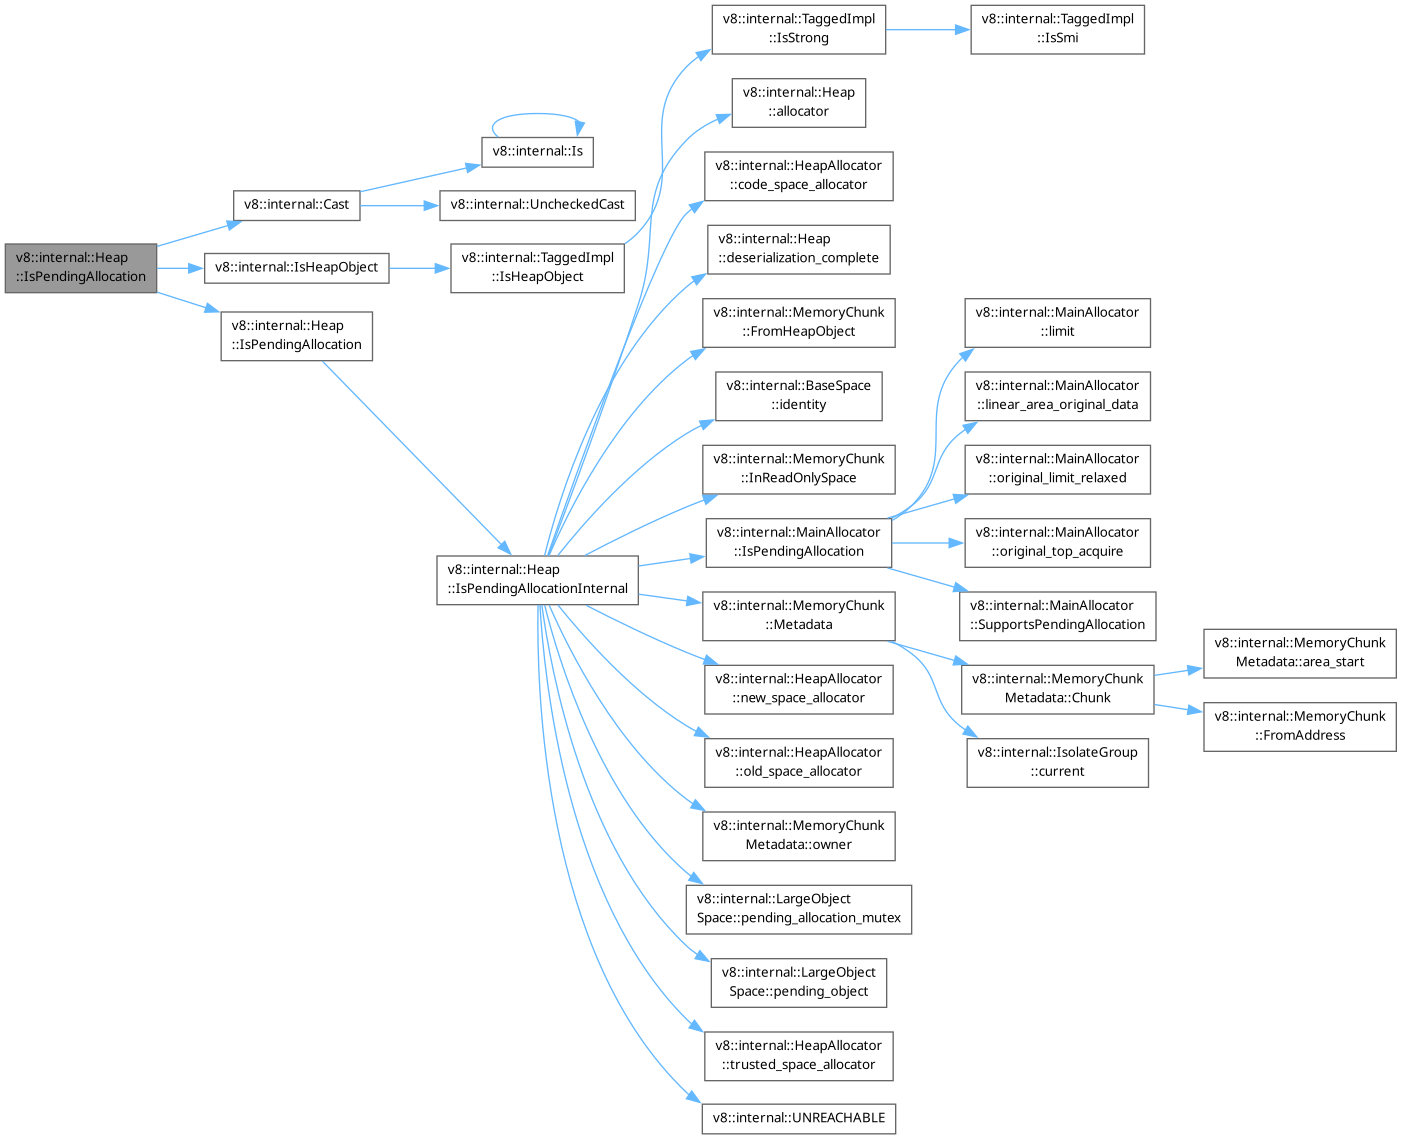 v8::internal::Heap
::IsPendingAllocation
v8::internal::Cast
v8::internal::Is
v8::internal::UncheckedCast
v8::internal::IsHeapObject
v8::internal::TaggedImpl
::IsHeapObject
v8::internal::TaggedImpl
::IsStrong
v8::internal::TaggedImpl
::IsSmi
v8::internal::Heap
::IsPendingAllocation
v8::internal::Heap
::IsPendingAllocationInternal
v8::internal::Heap
::allocator
v8::internal::HeapAllocator
::code_space_allocator
v8::internal::Heap
::deserialization_complete
v8::internal::MemoryChunk
::FromHeapObject
v8::internal::BaseSpace
::identity
v8::internal::MemoryChunk
::InReadOnlySpace
v8::internal::MainAllocator
::IsPendingAllocation
v8::internal::MainAllocator
::limit
v8::internal::MainAllocator
::linear_area_original_data
v8::internal::MainAllocator
::original_limit_relaxed
v8::internal::MainAllocator
::original_top_acquire
v8::internal::MainAllocator
::SupportsPendingAllocation
v8::internal::MemoryChunk
::Metadata
v8::internal::MemoryChunk
Metadata::Chunk
v8::internal::MemoryChunk
Metadata::area_start
v8::internal::MemoryChunk
::FromAddress
v8::internal::IsolateGroup
::current
v8::internal::HeapAllocator
::new_space_allocator
v8::internal::HeapAllocator
::old_space_allocator
v8::internal::MemoryChunk
Metadata::owner
v8::internal::LargeObject
Space::pending_allocation_mutex
v8::internal::LargeObject
Space::pending_object
v8::internal::HeapAllocator
::trusted_space_allocator
v8::internal::UNREACHABLE